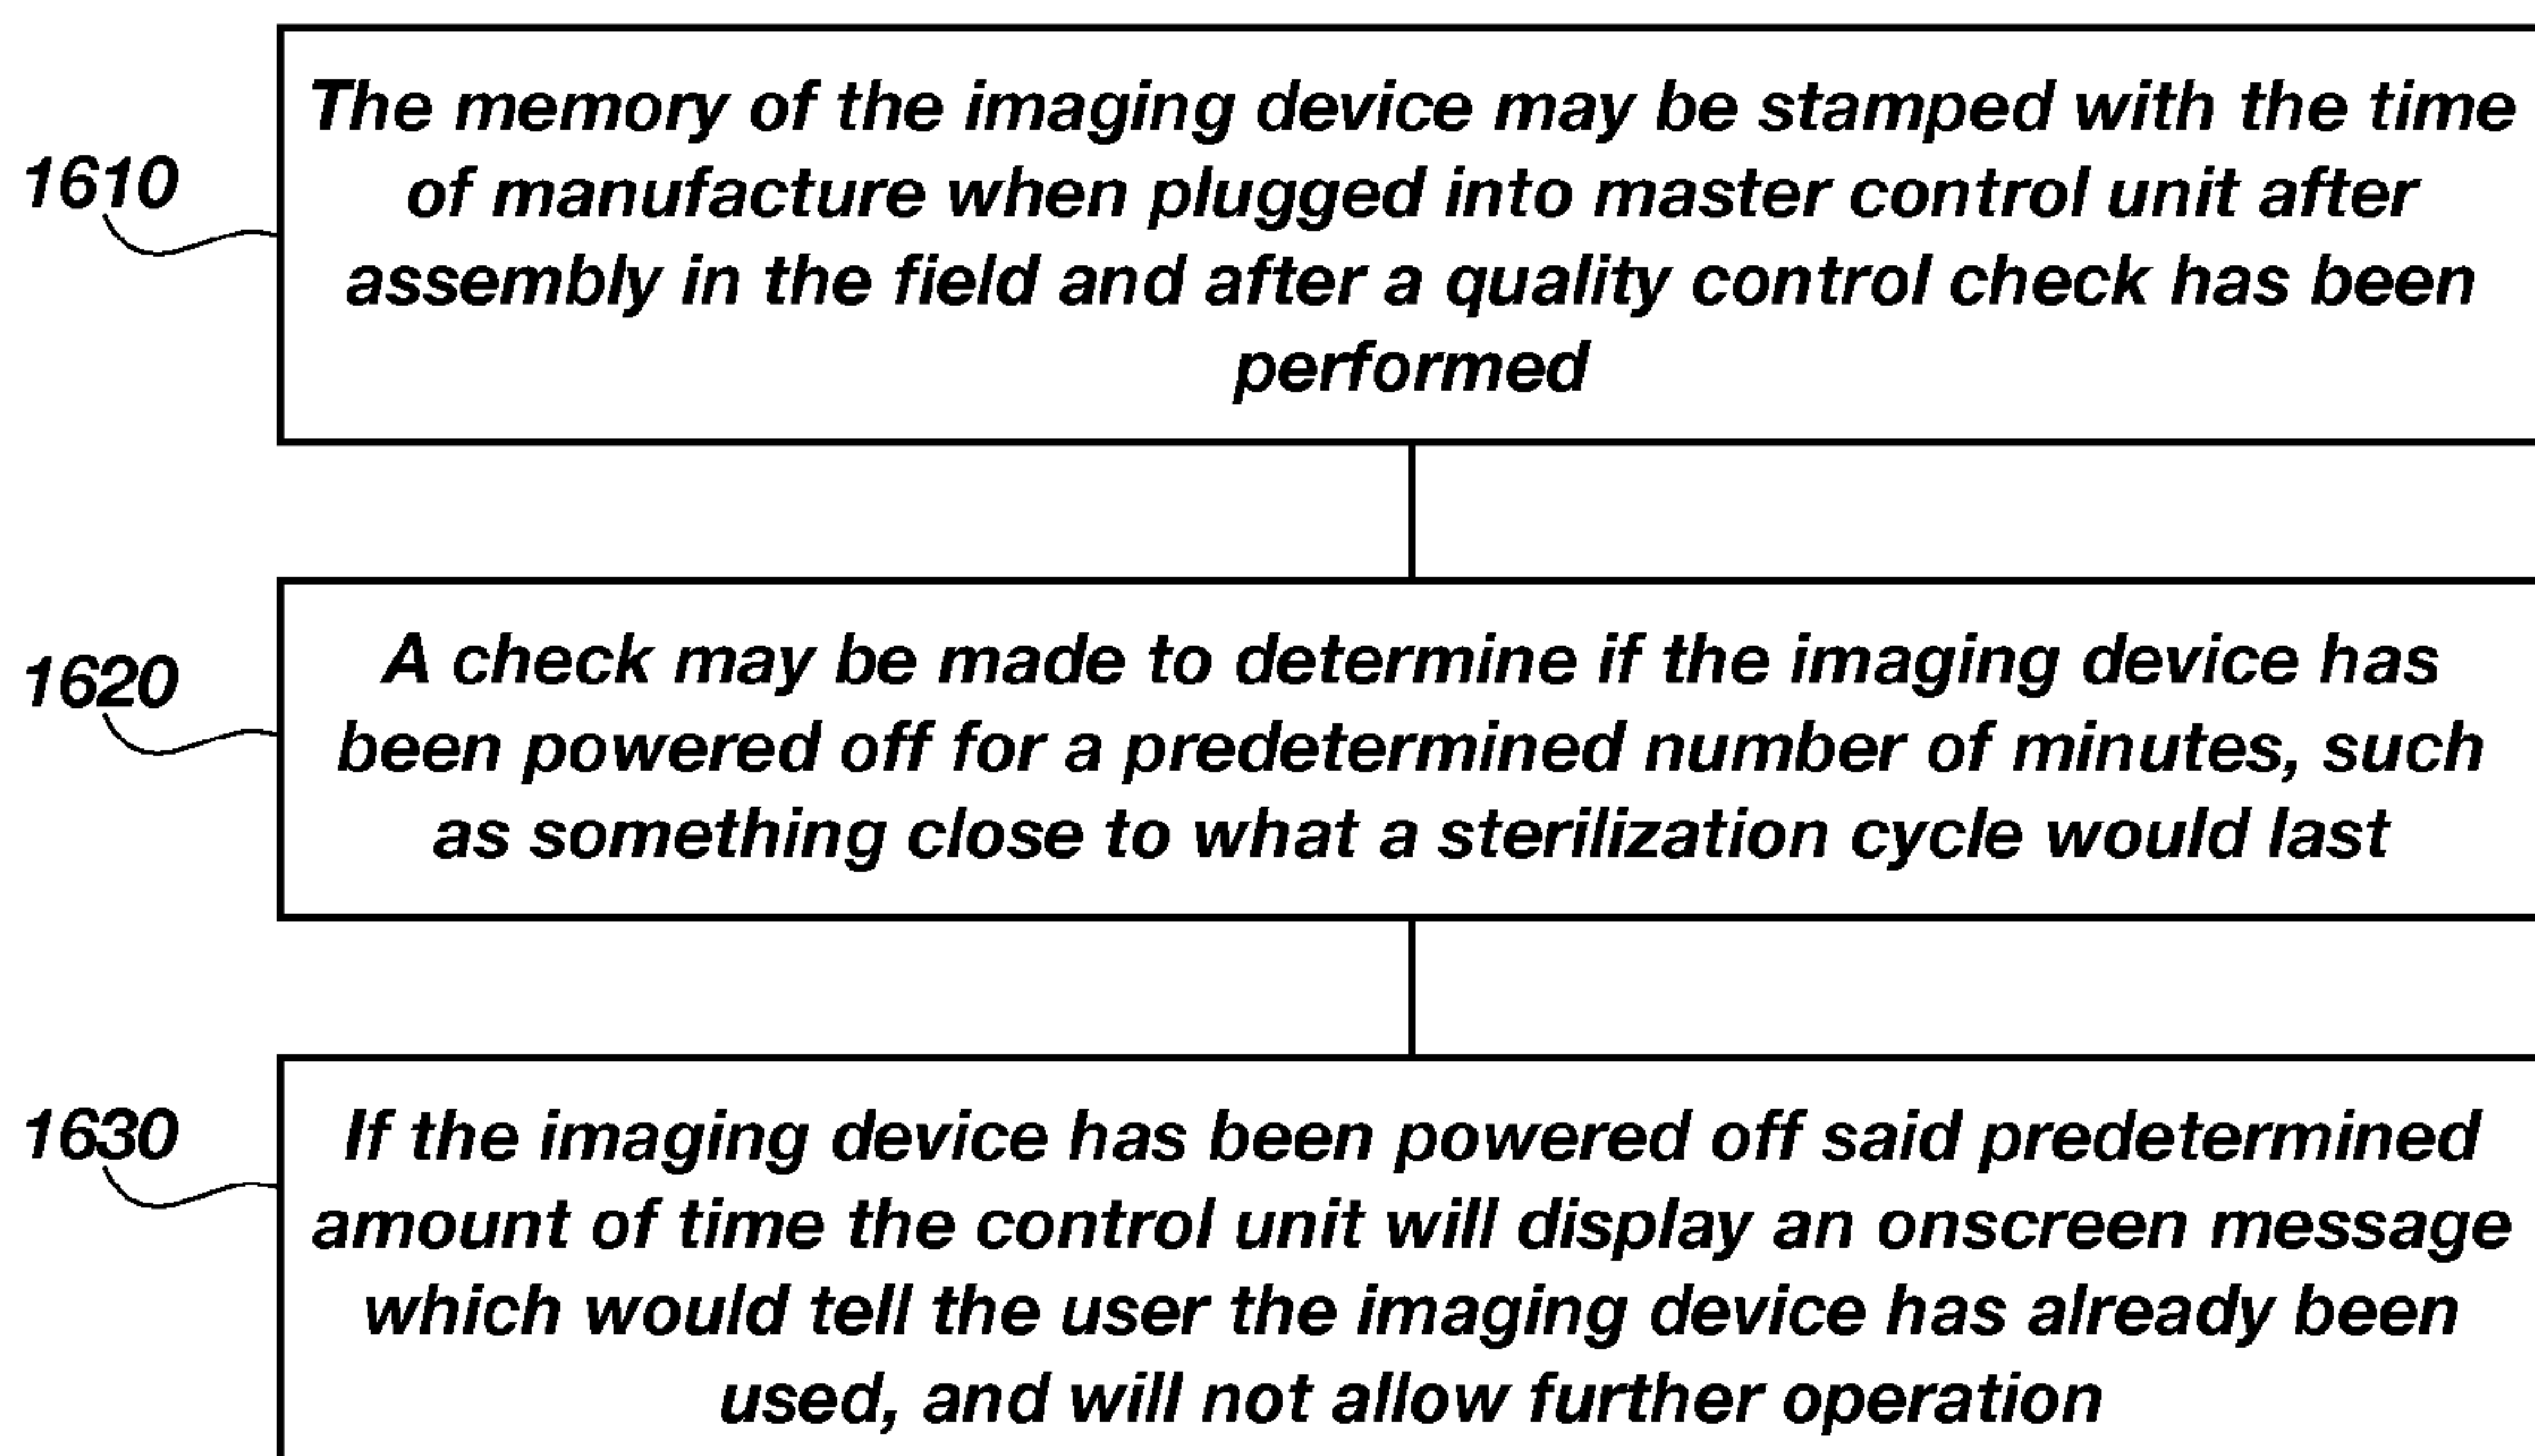 The memory of the imaging device may be stamped with the time
1610
of manufacture when plugged into master control unit after
assembly in the field and after a quality control check has been
performed
A check may be made to determine if the imaging device has
1620
been powered off for a predetermined number of minutes, such
as something close to what a sterilization cycle would last
1630
If the imaging device has been powered off said predetermined
amount of time the control unit will display an onscreen message
which would tell the user the imaging device has already been
used, and will not allow further operation